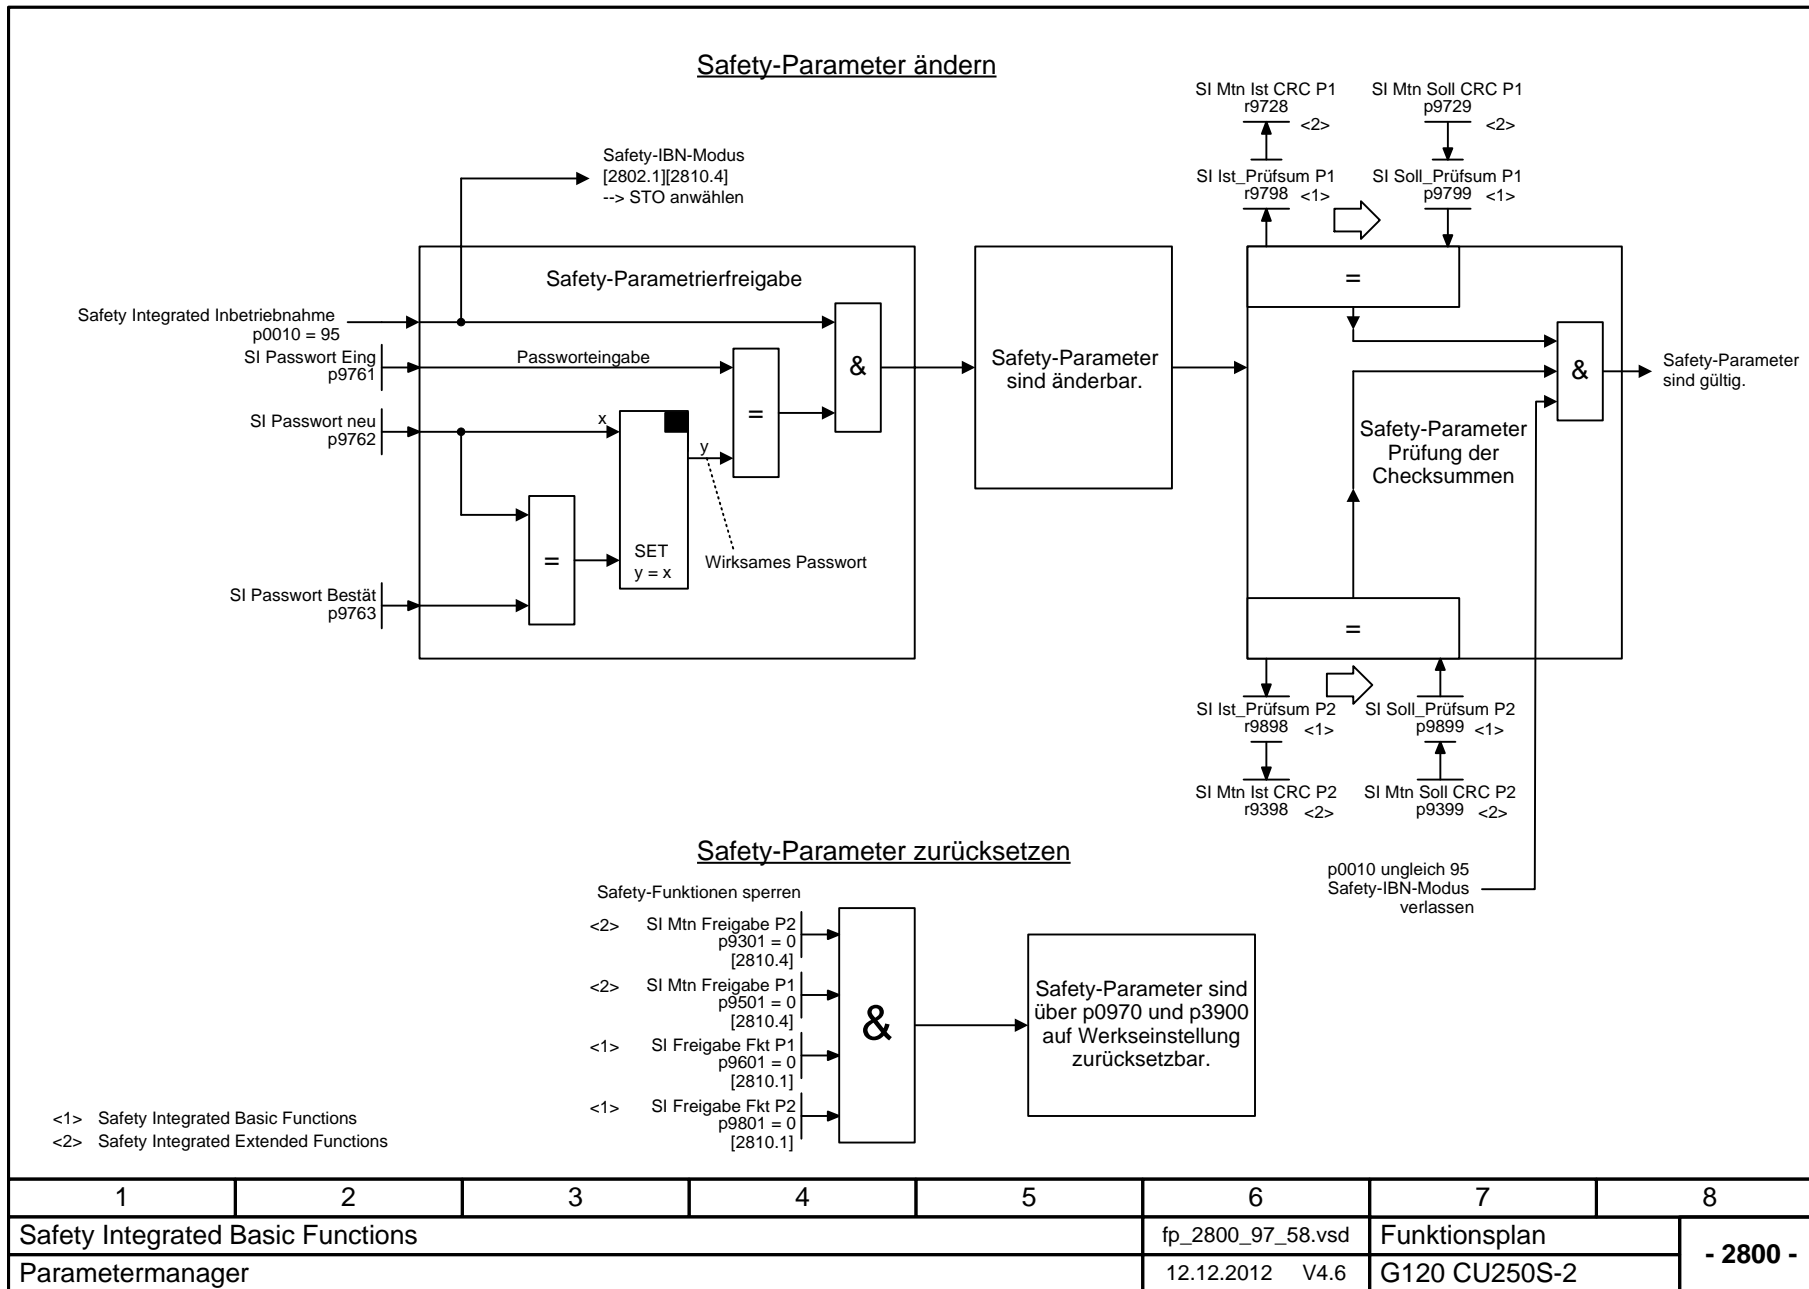 Safety-Parameter ändern
SI Mtn Ist CRC P1
r9728
<2>
SI Mtn Soll CRC P1
p9729
<2>
Safety-IBN-Modus
[2802.1][2810.4]
--> STO anwählen
SI Ist_Prüfsum P1
r9798 <1>
SI Soll_Prüfsum P1
p9799 <1>
Safety-Parametrierfreigabe
=
Safety Integrated Inbetriebnahme
p0010 = 95
SI Passwort Eing
p9761
Passworteingabe
&
Safety-Parameter
sind änderbar.
&
Safety-Parameter
sind gültig.
SI Passwort neu
p9762
x
=
y
Safety-Parameter
Prüfung der
Checksummen
=
SET
y = x
Wirksames Passwort
SI Passwort Bestät
p9763
=
SI Ist_Prüfsum P2
r9898 <1>
SI Soll_Prüfsum P2
p9899 <1>
SI Mtn Ist CRC P2
r9398 <2>
SI Mtn Soll CRC P2
p9399 <2>
Safety-Parameter zurücksetzen
p0010 ungleich 95
Safety-IBN-Modus
verlassen
Safety-Funktionen sperren
<2> SI Mtn Freigabe P2
p9301 = 0
[2810.4]
<2> SI Mtn Freigabe P1
p9501 = 0
[2810.4]
<1> SI Freigabe Fkt P1
p9601 = 0
[2810.1]
<1> SI Freigabe Fkt P2
p9801 = 0
[2810.1]
&
Safety-Parameter sind
über p0970 und p3900
auf Werkseinstellung
zurücksetzbar.
<1> Safety Integrated Basic Functions
<2> Safety Integrated Extended Functions
1 2 3 4 5 6 7 8
Safety Integrated Basic Functions
fp_2800_97_58.vsd
Funktionsplan
- 2800 -
Parametermanager
12.12.2012 V4.6
G120 CU250S-2